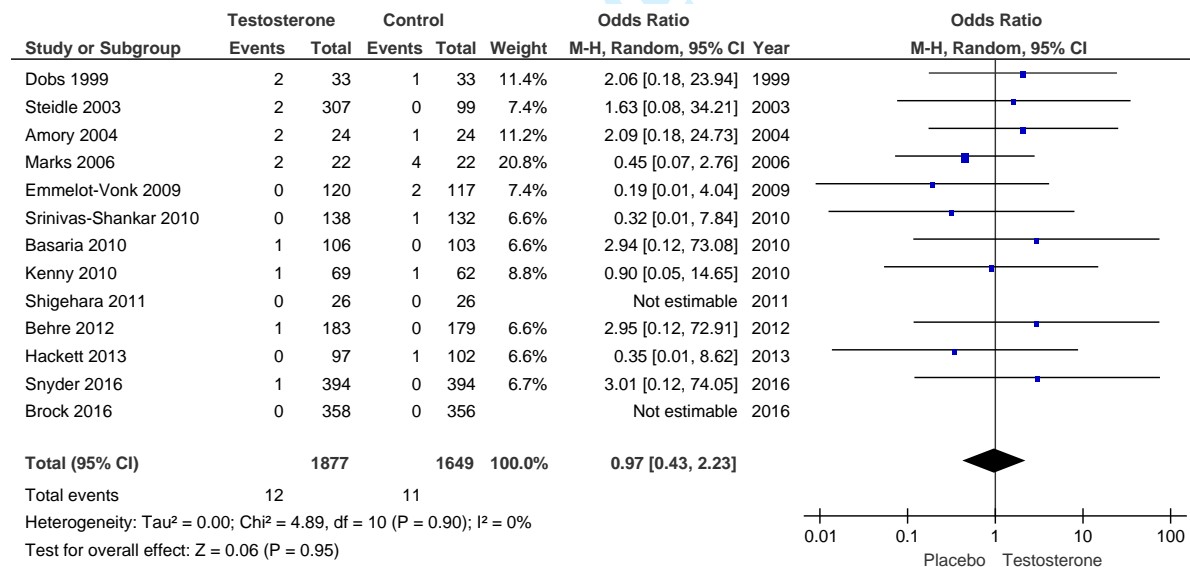 Testosterone Control Odds Ratio Odds Ratio
Study or Subgroup Events Total Events Total Weight M-H, Random, 95% CI Year M-H, Random, 95% CI
Dobs 1999 2 33 1 33 11.4% 2.06 [0.18, 23.94] 1999
Steidle 2003 2 307 0 99 7.4% 1.63 [0.08, 34.21] 2003
Amory 2004 2 24 1 24 11.2% 2.09 [0.18, 24.73] 2004
Marks 2006 2 22 4 22 20.8% 0.45 [0.07, 2.76] 2006
Emmelot-Vonk 2009 0 120 2 117 7.4% 0.19 [0.01, 4.04] 2009
Srinivas-Shankar 2010 0 138 1 132 6.6% 0.32 [0.01, 7.84] 2010
Basaria 2010 1 106 0 103 6.6% 2.94 [0.12, 73.08] 2010
Kenny 2010 1 69 1 62 8.8% 0.90 [0.05, 14.65] 2010
Shigehara 2011 0 26 0 26 Not estimable 2011
Behre 2012 1 183 0 179 6.6% 2.95 [0.12, 72.91] 2012
Hackett 2013 0 97 1 102 6.6% 0.35 [0.01, 8.62] 2013
Snyder 2016 1 394 0 394 6.7% 3.01 [0.12, 74.05] 2016
Brock 2016 0 358 0 356 Not estimable 2016
Total (95% CI) 1877 1649 100.0% 0.97 [0.43, 2.23]
Total events 12 11
Heterogeneity: Tau² = 0.00; Chi² = 4.89, df = 10 (P = 0.90); I² = 0%
Test for overall effect: Z = 0.06 (P = 0.95)
0.01 0.1 1 10 100
Placebo Testosterone